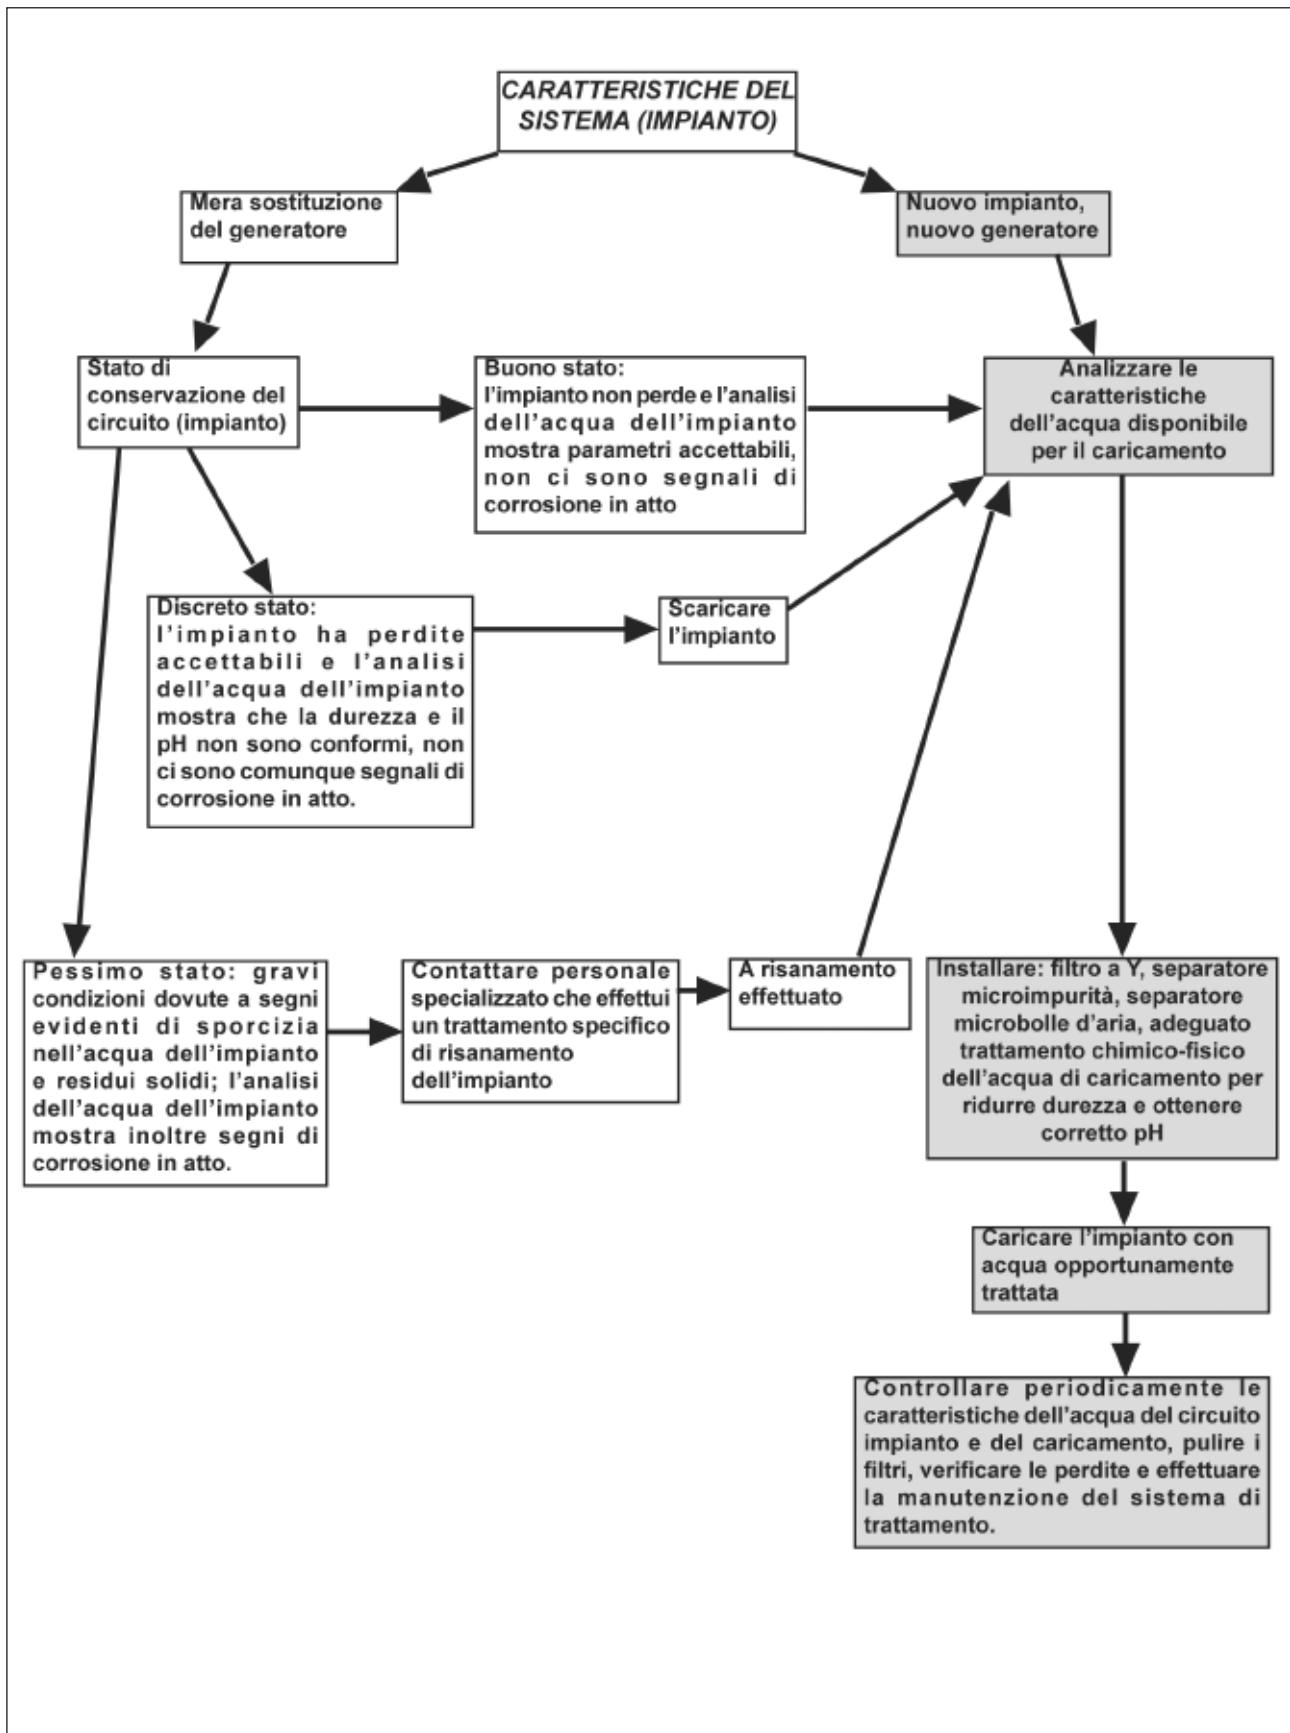 CARATTERISTICHE DEL
SISTEMA (IMPIANTO)
Mera sostituzione
del generatore
Nuovo impianto,
nuovo generatore
Stato di
conservazione del
circuito (impianto)
Buono stato:
l'impianto non perde e l'analisi
dell'acqua dell'impianto
mostra parametri accettabili,
non ci sono segnali di
corrosione in atto
Analizzare le
caratteristiche
dell'acqua disponibile
per il caricamento
Discreto stato:
l'impianto ha perdite
accettabili e l'analisi
dell'acqua dell'impianto
mostra che la durezza e il
pH non sono conformi, non
ci sono comunque segnali di
corrosione in atto.
Scaricare
l'impianto
Pessimo stato: gravi
condizioni dovute a segni
evidenti di sporcizia
nell'acqua dell'impianto
e residui solidi; l'analisi
dell'acqua dell'impianto
mostra inoltre segni di
corrosione in atto.
Contattare personale
specializzato che effettui
un trattamento specifico
di risanamento
dell'impianto
A risanamento
effettuato
Installare: filtro a Y, separatore
microimpurità, separatore
microbolle d'aria, adeguato
trattamento chimico-fisico
dell'acqua di caricamento per
ridurre durezza e ottenere
corretto pH
Caricare l'impianto con
acqua opportunamente
trattata
Controllare periodicamente le
caratteristiche dell'acqua del circuito
impianto e del caricamento, pulire i
filtri, verificare le perdite e effettuare
la manutenzione del sistema di
trattamento.